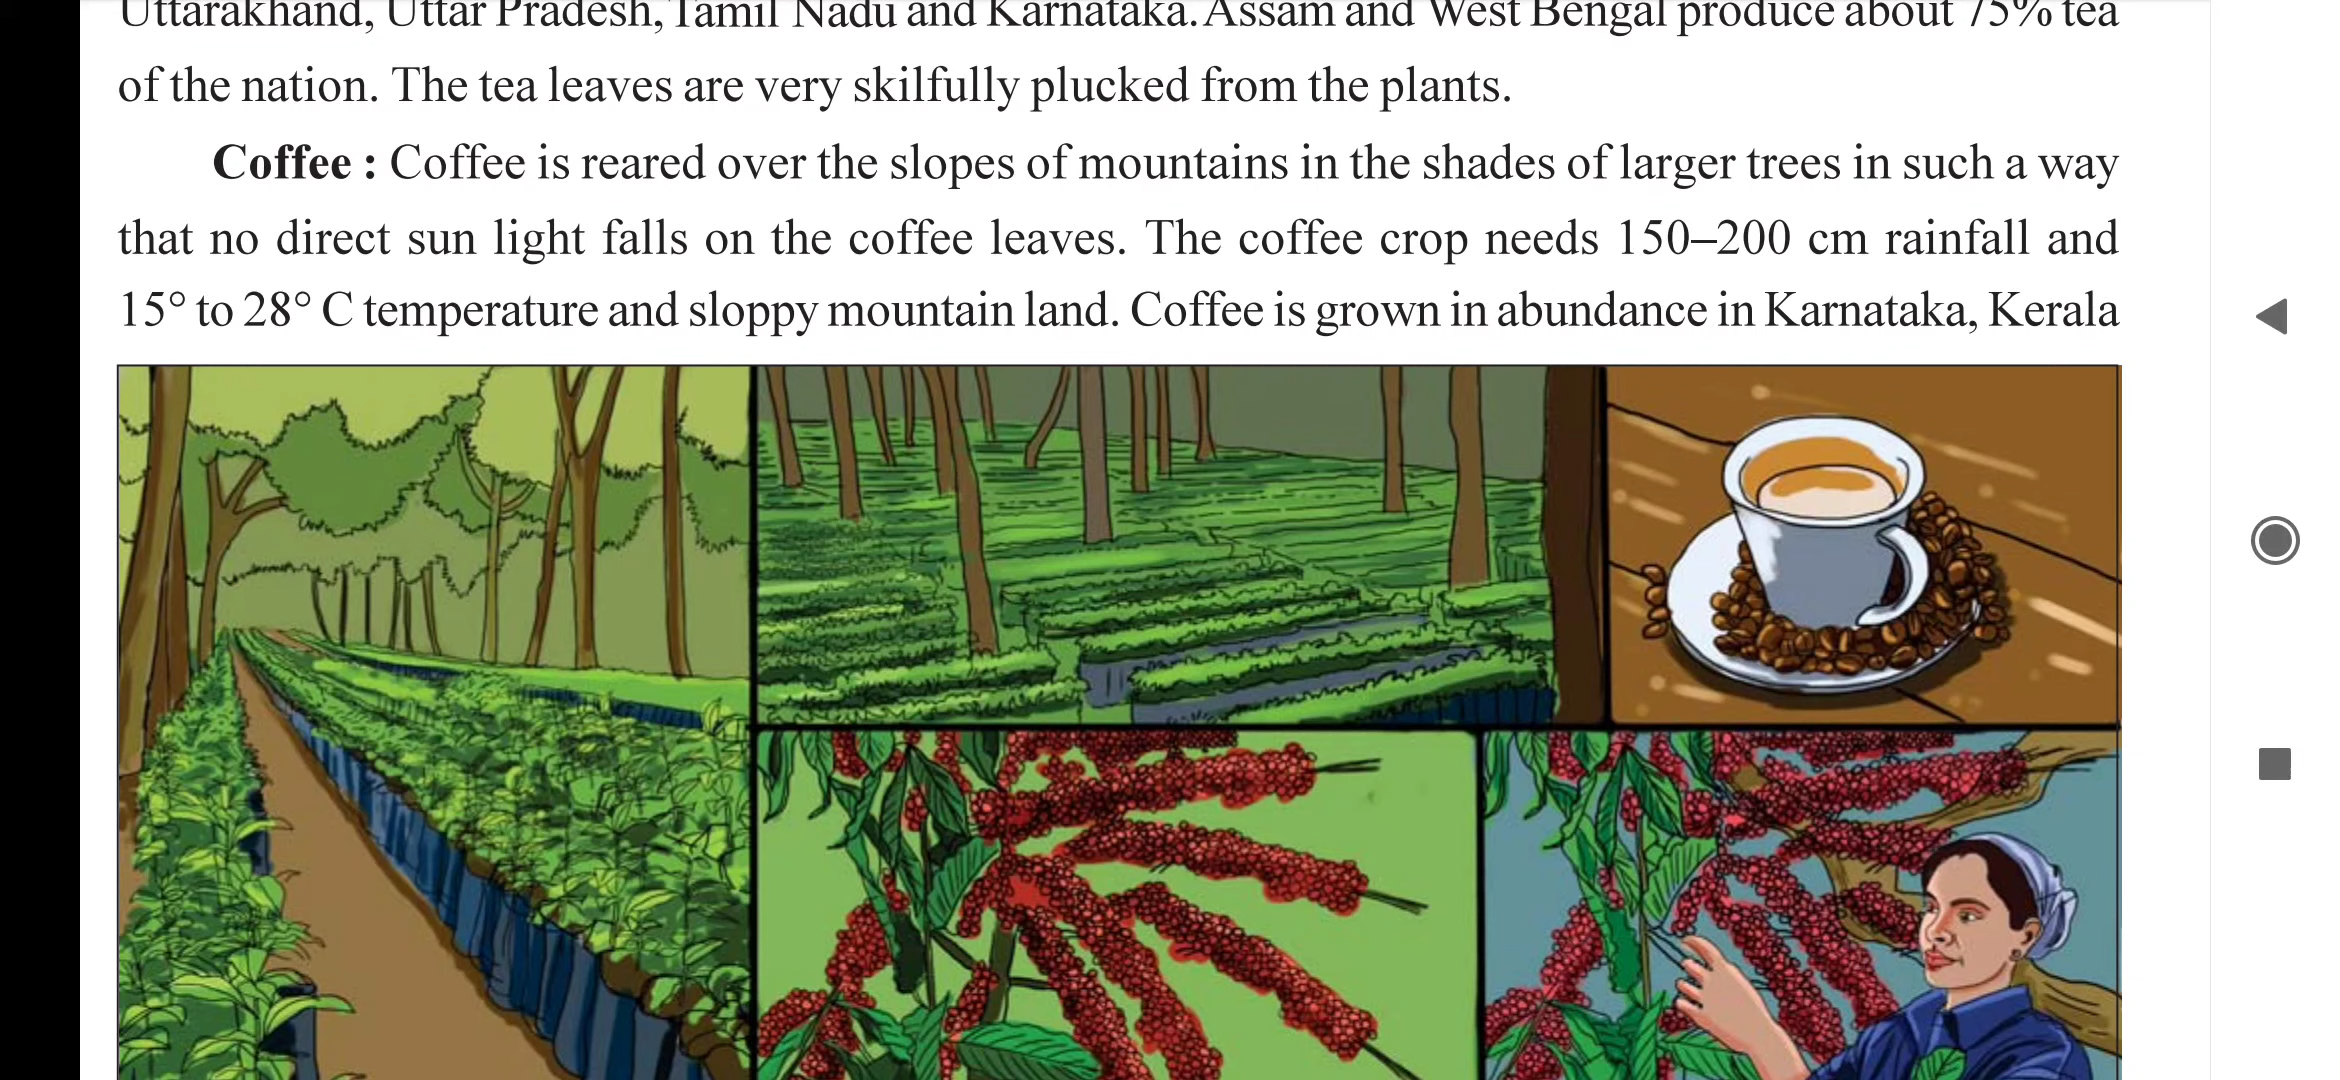 Uttarakhand, Uttar Pradesh, Tamil Nadu and Karnataka. Assam and West Bengal produce about 75% tea
of the nation. The tea leaves are very skilfully plucked from the plants.
Coffee : Coffee is reared over the slopes of mountains in the shades of larger trees in such a way
that no direct sun light falls on the coffee leaves. The coffee crop needs 150–200 cm rainfall and
15° to 28° C temperature and sloppy mountain land. Coffee is grown in abundance in Karnataka, Kerala